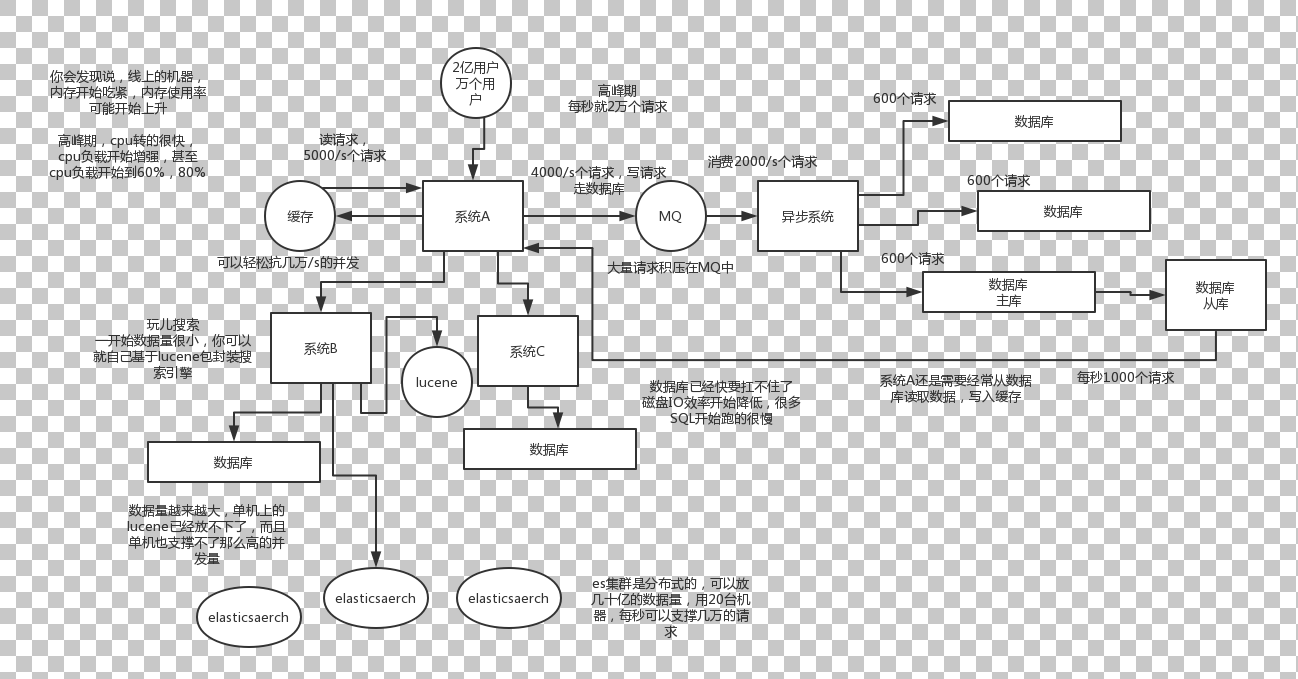 2亿用户
万个用
户
你会发现说，线上的机器，
内存开始吃紧，内存使用率
可能开始上升
高峰期，cpu转的很快，
cpu负载开始增强，甚至
cpu负载开始到60%，80%
高峰期
每秒就2万个请求
读请求，
5000/s个请求
4000/s个请求，写请求
走数据库
消费2000/s个请求
600个请求
数据库
600个请求
数据库
600个请求
数据库
主库
数据库
从库
缓存
系统A
MQ
异步系统
可以轻松抗几万/s的并发
大量请求积压在MQ中
玩儿搜索
一开始数据量很小，你可以
就自己基于lucene包封装搜
索引擎
系统B
lucene
系统C
数据库已经快要扛不住了
磁盘IO效率开始降低，很多
SQL开始跑的很慢
系统A还是需要经常从数据
库读取数据，写入缓存
每秒1000个请求
数据库
数据库
数据量越来越大，单机上的
lucene已经放不下了，而且
单机也支撑不了那么高的并
发量
elasticsaerch
elasticsaerch
elasticsaerch
es集群是分布式的，可以放
几十亿的数据量，用20台机
器，每秒可以支撑几万的请
求